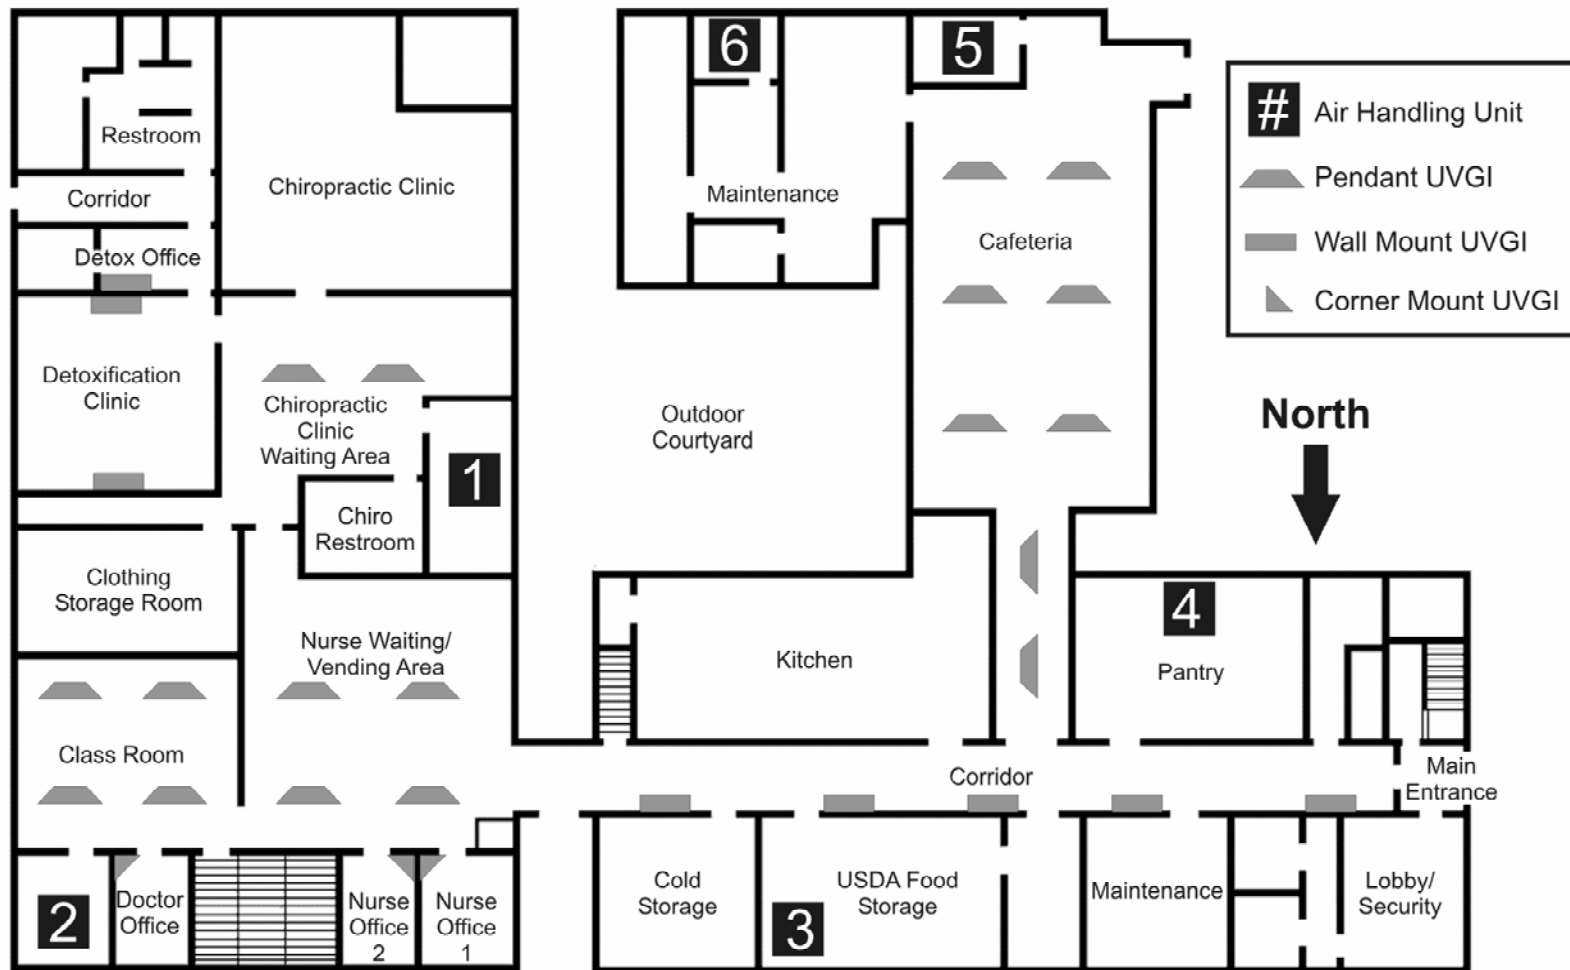 6
5
#
Air Handling Unit
Restroom
Pendant UVGI
Chiropractic Clinic
Corridor
Maintenance
Cafeteria
Wall Mount UVGI
Detox Office
Corner Mount UVGI
Detoxification
Clinic
Chiropractic
Clinic
Waiting Area
Outdoor
Courtyard
North
1
Chiro
Restroom
Clothing
Storage Room
4
Nurse Waiting/
Vending Area
Kitchen
Pantry
Class Room
Corridor
Main
Entrance
2
Doctor
Office
Nurse
Office
2
Nurse
Office
1
Cold
Storage
USDA Food
Storage
3
Maintenance
Lobby/
Security